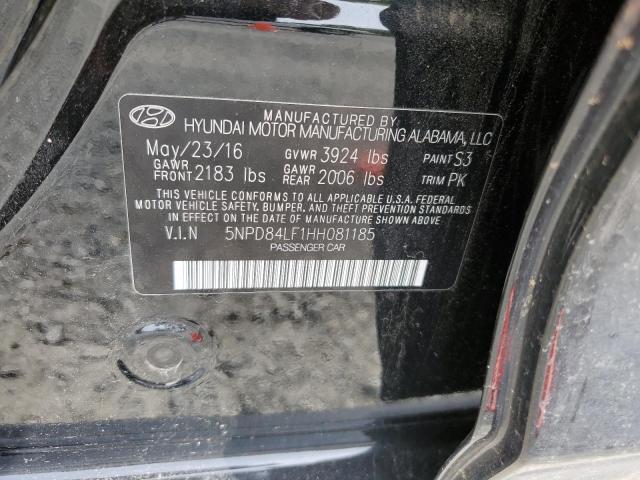 MANUFACTURED BY
HYUNDAI MOTOR MANUFACTURING ALABAMA, LLC
May/23/16 GVWR 3924 lbs PAINT S3
GAWR FRONT 2183 lbs GAWR REAR 2006 lbs TRIM PK
THIS VEHICLE CONFORMS TO ALL APPLICABLE U.S.A. FEDERAL
MOTOR VEHICLE SAFETY, BUMPER, AND THEFT PREVENTION
STANDARDS IN EFFECT ON THE DATE OF MANUFACTURE SHOWN ABOVE.
V.I.N 5NPD84LF1HH081185
PASSENGER CAR